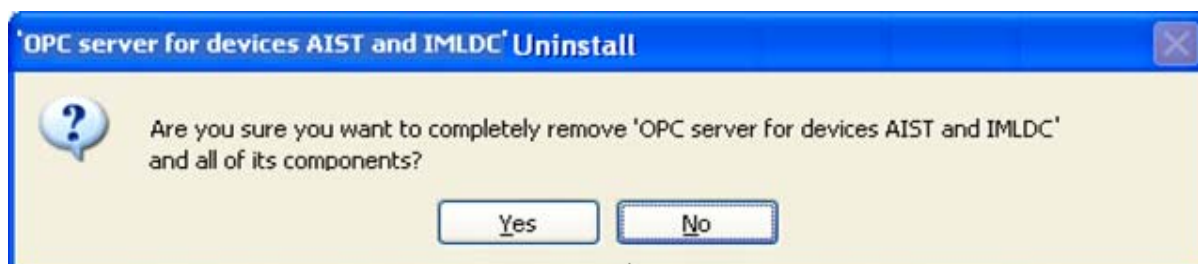 'OPC server for devices AIST and IMLDC' Uninstall
Are you sure you want to completely remove 'OPC server for devices AIST and IMLDC'
and all of its components?
Yes
No